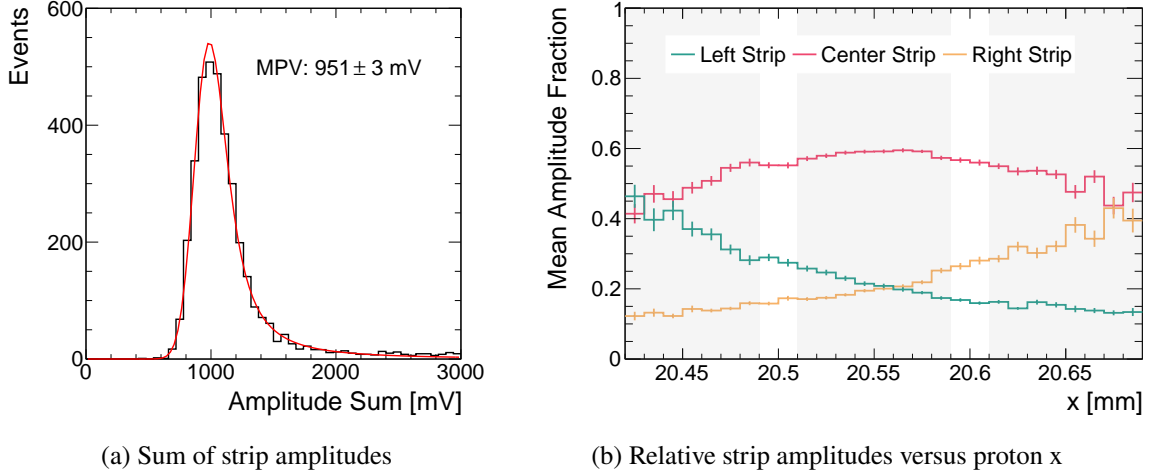 Events
600
400
200
0
MPV: 951 ± 3 mV
0 1000 2000 3000
Amplitude Sum [mV]
(a) Sum of strip amplitudes
Mean Amplitude Fraction
1
0.8
0.6
0.4
0.2
0
Left Strip Center Strip Right Strip
20.45 20.5 20.55 20.6 20.65
x [mm]
(b) Relative strip amplitudes versus proton x